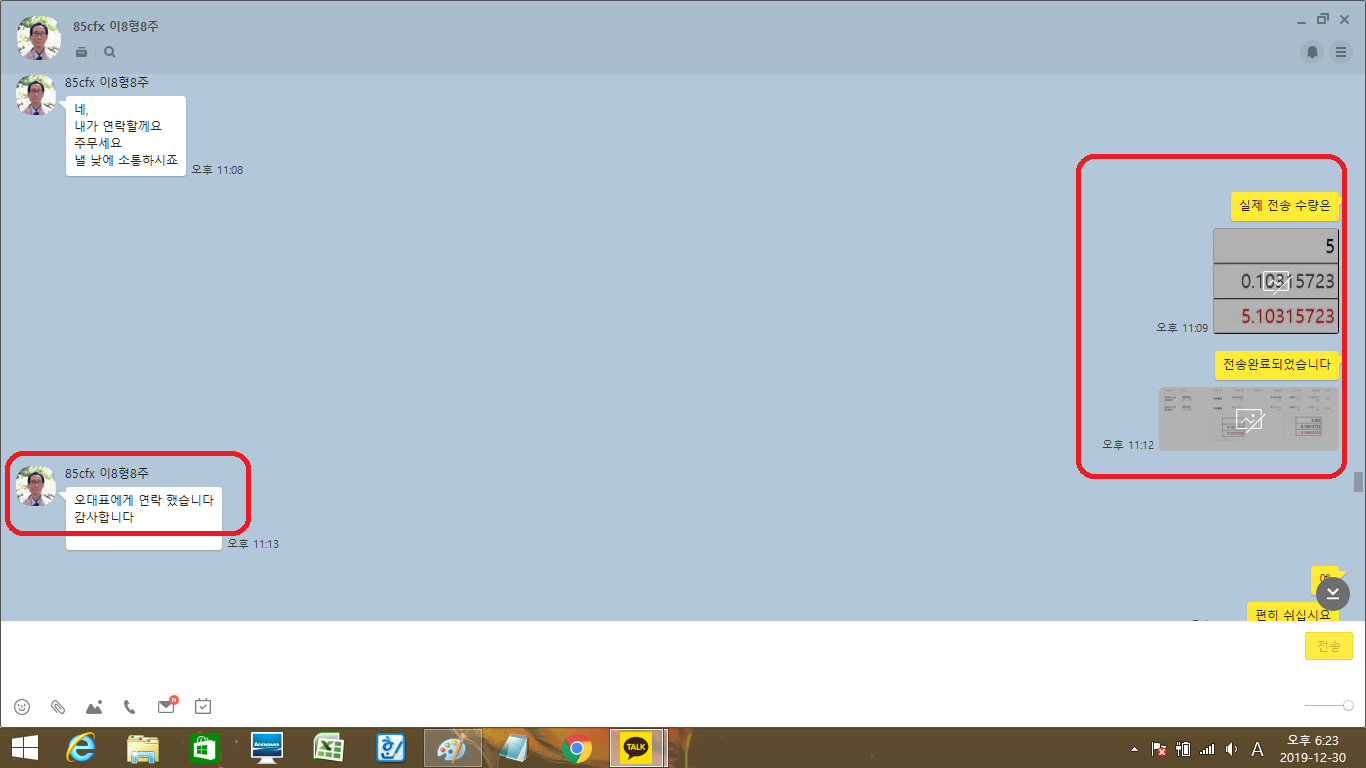 85cfx 이8형8주
85cfx 이8형8주
네,
내가 연락할께요
주무세요
낼 낮에 소통하시죠
오후 11:08
실제 전송 수량은
5
0.10315723
5.10315723
오후 11:09
전송완료되었습니다
오후 11:12
85cfx 이8형8주
오대표에게 연락 했습니다
감사합니다
오후 11:13
편히 쉬십시요
전송
N
lenovo
TALK
A
오후 6:23
2019-12-30